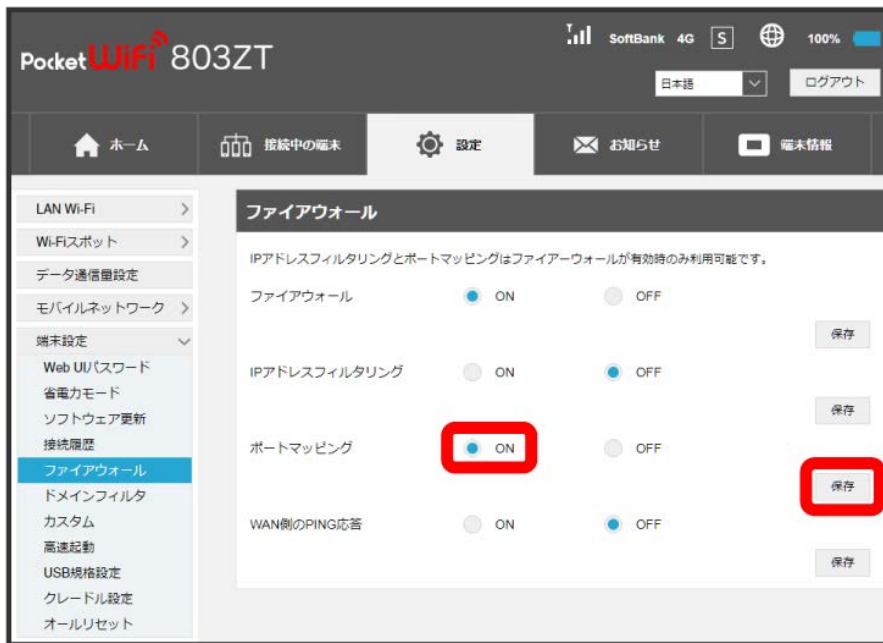 SoftBank 4G S 100%
Pocket WiFi 803ZT
日本語 ログアウト
ホーム 接続中の端末 設定 お知らせ 端末情報
LAN Wi-Fi
Wi-Fiスポット
データ通信量設定
モバイルネットワーク
端末設定
Web UIパスワード
省電力モード
ソフトウェア更新
接続履歴
ファイアウォール
ドメインフィルタ
カスタム
高速起動
USB規格設定
クレードル設定
オールリセット
ファイアウォール
IPアドレスフィルタリングとポートマッピングはファイアーウォールが有効時のみ利用可能です。
ファイアウォール ON OFF
保存
IPアドレスフィルタリング ON OFF
保存
ポートマッピング ON OFF
保存
WAN側のPING応答 ON OFF
保存